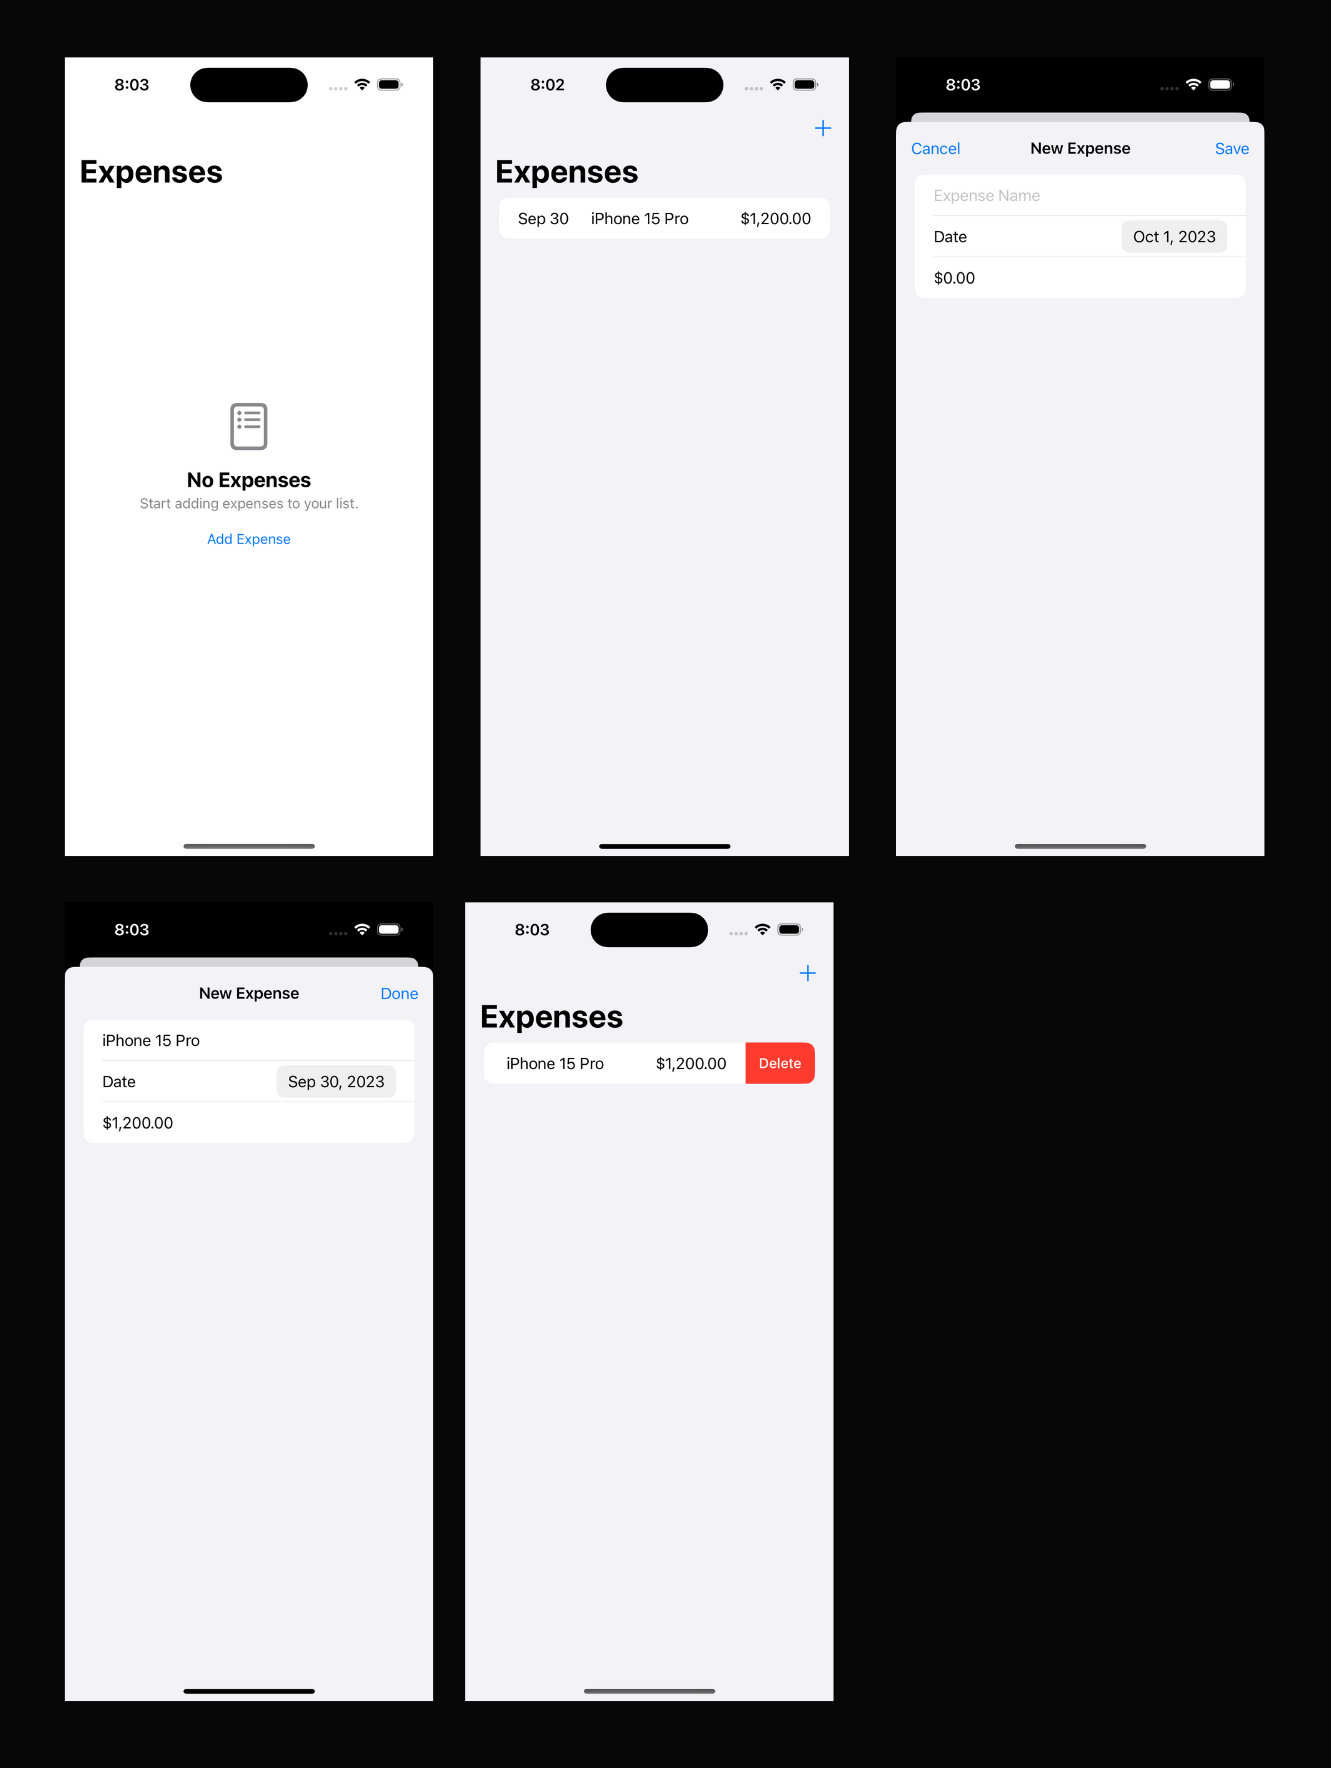 8:03
Expenses
No Expenses
Start adding expenses to your list.
Add Expense
8:02
Expenses
Sep 30 iPhone 15 Pro $1,200.00
8:03
Cancel New Expense Save
Expense Name
Date Oct 1, 2023
$0.00
8:03
New Expense Done
iPhone 15 Pro
Date Sep 30, 2023
$1,200.00
8:03
Expenses
iPhone 15 Pro $1,200.00 Delete